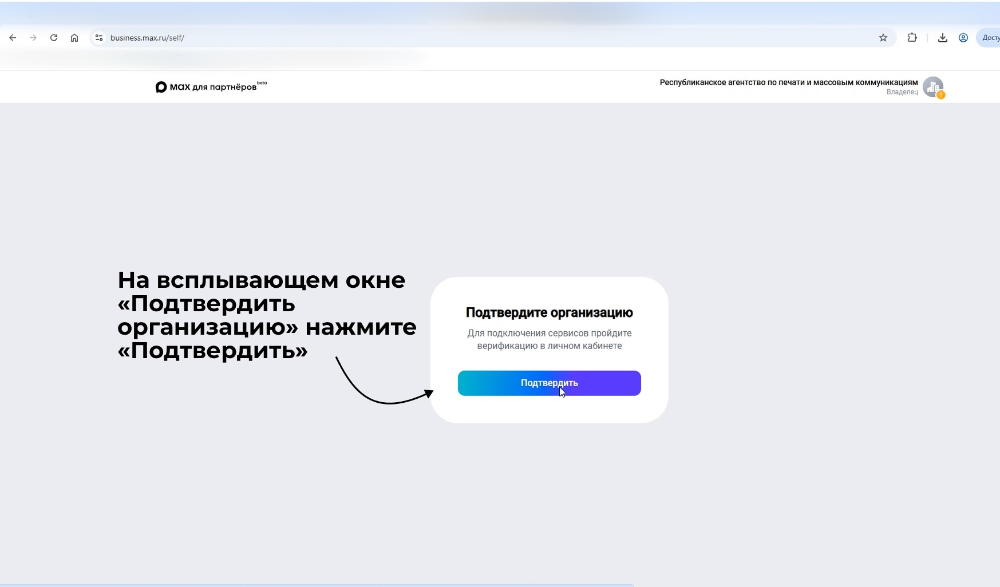 business.max.ru/self/
Досту
max для партнёров beta
Республиканское агентство по печати и массовым коммуникациям
Владелец
На всплывающем окне
«Подтвердить
организацию» нажмите
«Подтвердить»
Подтвердите организацию
Для подключения сервисов пройдите
верификацию в личном кабинете
Подтвердить